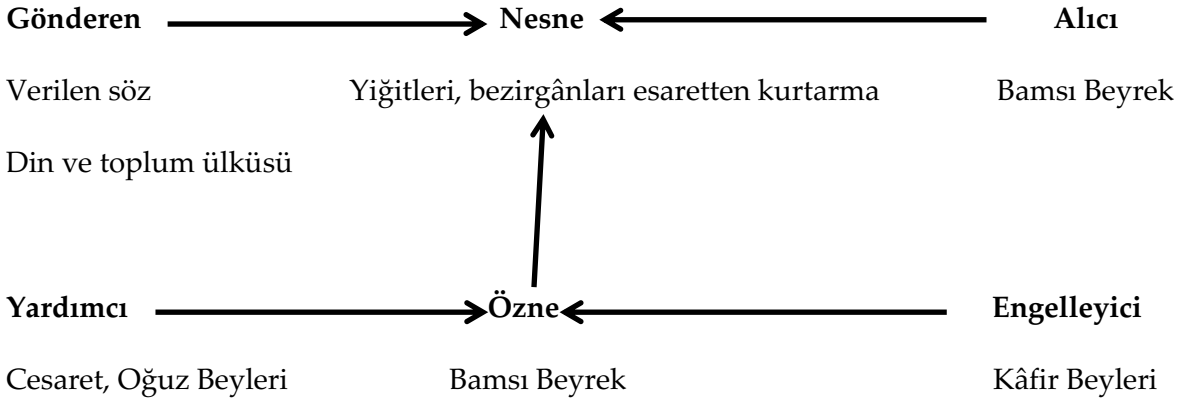 Gönderen Nesne Alıcı
Verilen söz Yiğitleri, bezirgânları esaretten kurtarma Bamsı Beyrek
Din ve toplum ülküsü
Yardımcı Özne Engelleyici
Cesaret, Oğuz Beyleri Bamsı Beyrek Kâfir Beyleri